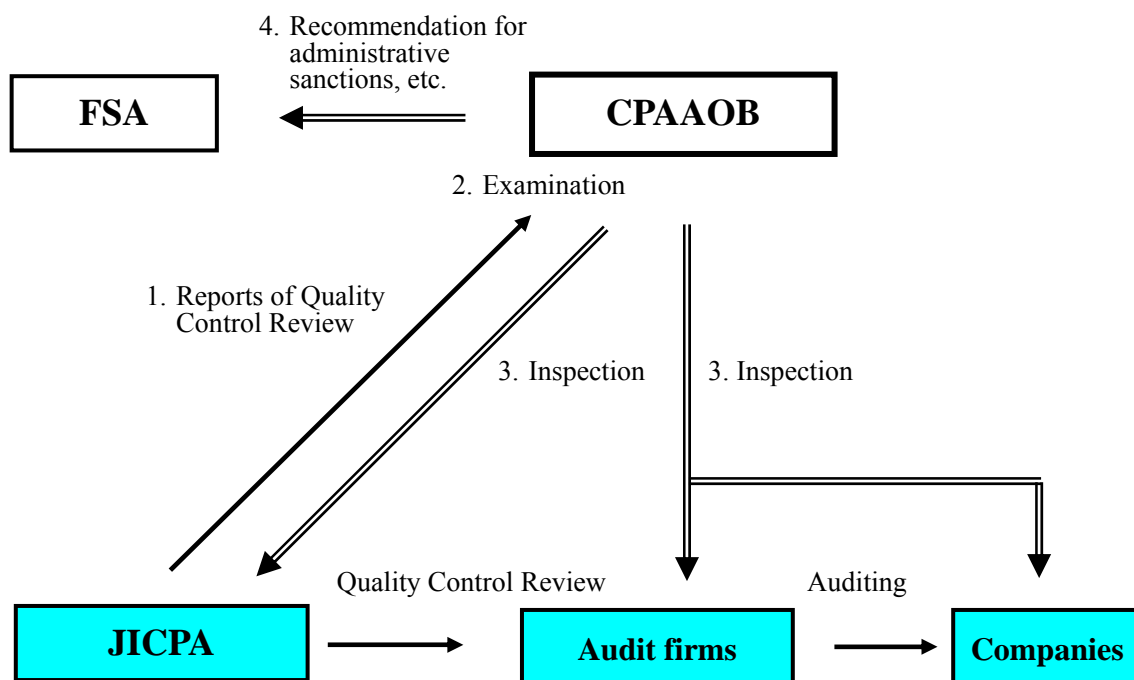 4. Recommendation for
administrative
sanctions, etc.
FSA
CPAAOB
2. Examination
1. Reports of Quality
Control Review
3. Inspection
3. Inspection
Quality Control Review
Auditing
JICPA
Audit firms
Companies